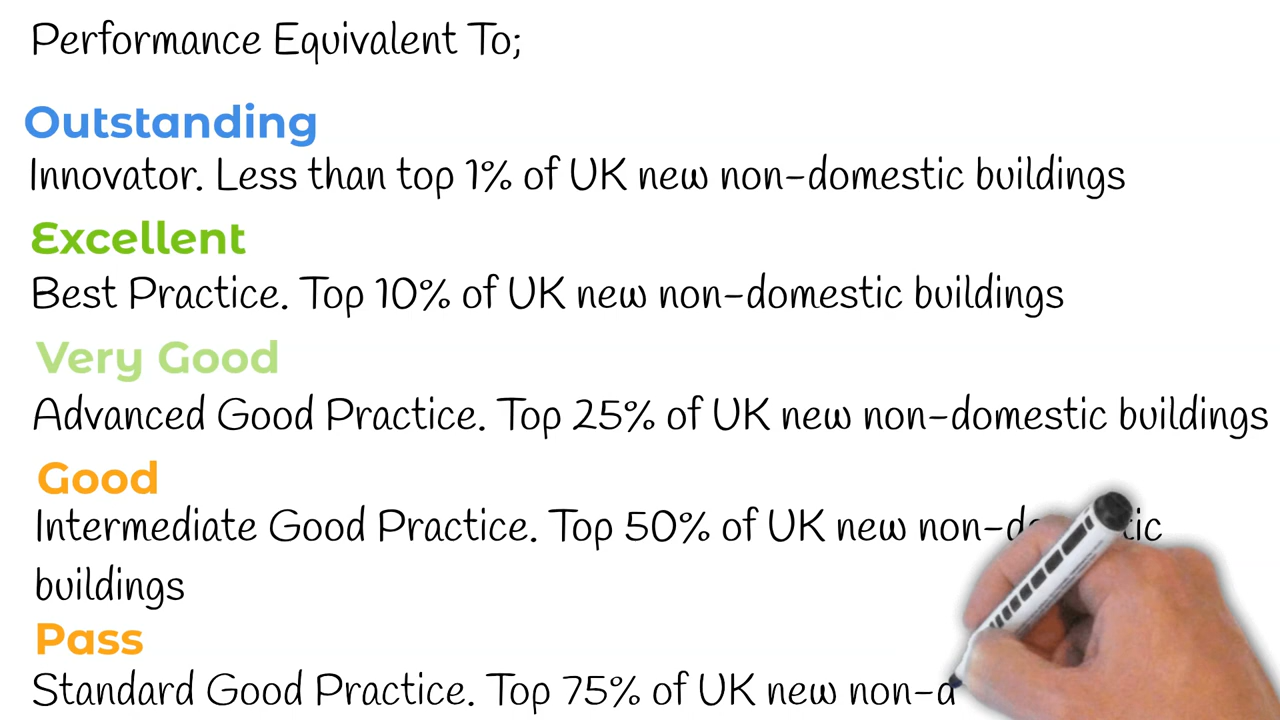 Performance Equivalent To;
Outstanding
Innovator. Less than top 1% of UK new non-domestic buildings
Excellent
Best Practice. Top 10% of UK new non-domestic buildings
Very Good
Advanced Good Practice. Top 25% of UK new non-domestic buildings
Good
Intermediate Good Practice. Top 50% of UK new non-domestic
buildings
Pass
Standard Good Practice. Top 75% of UK new